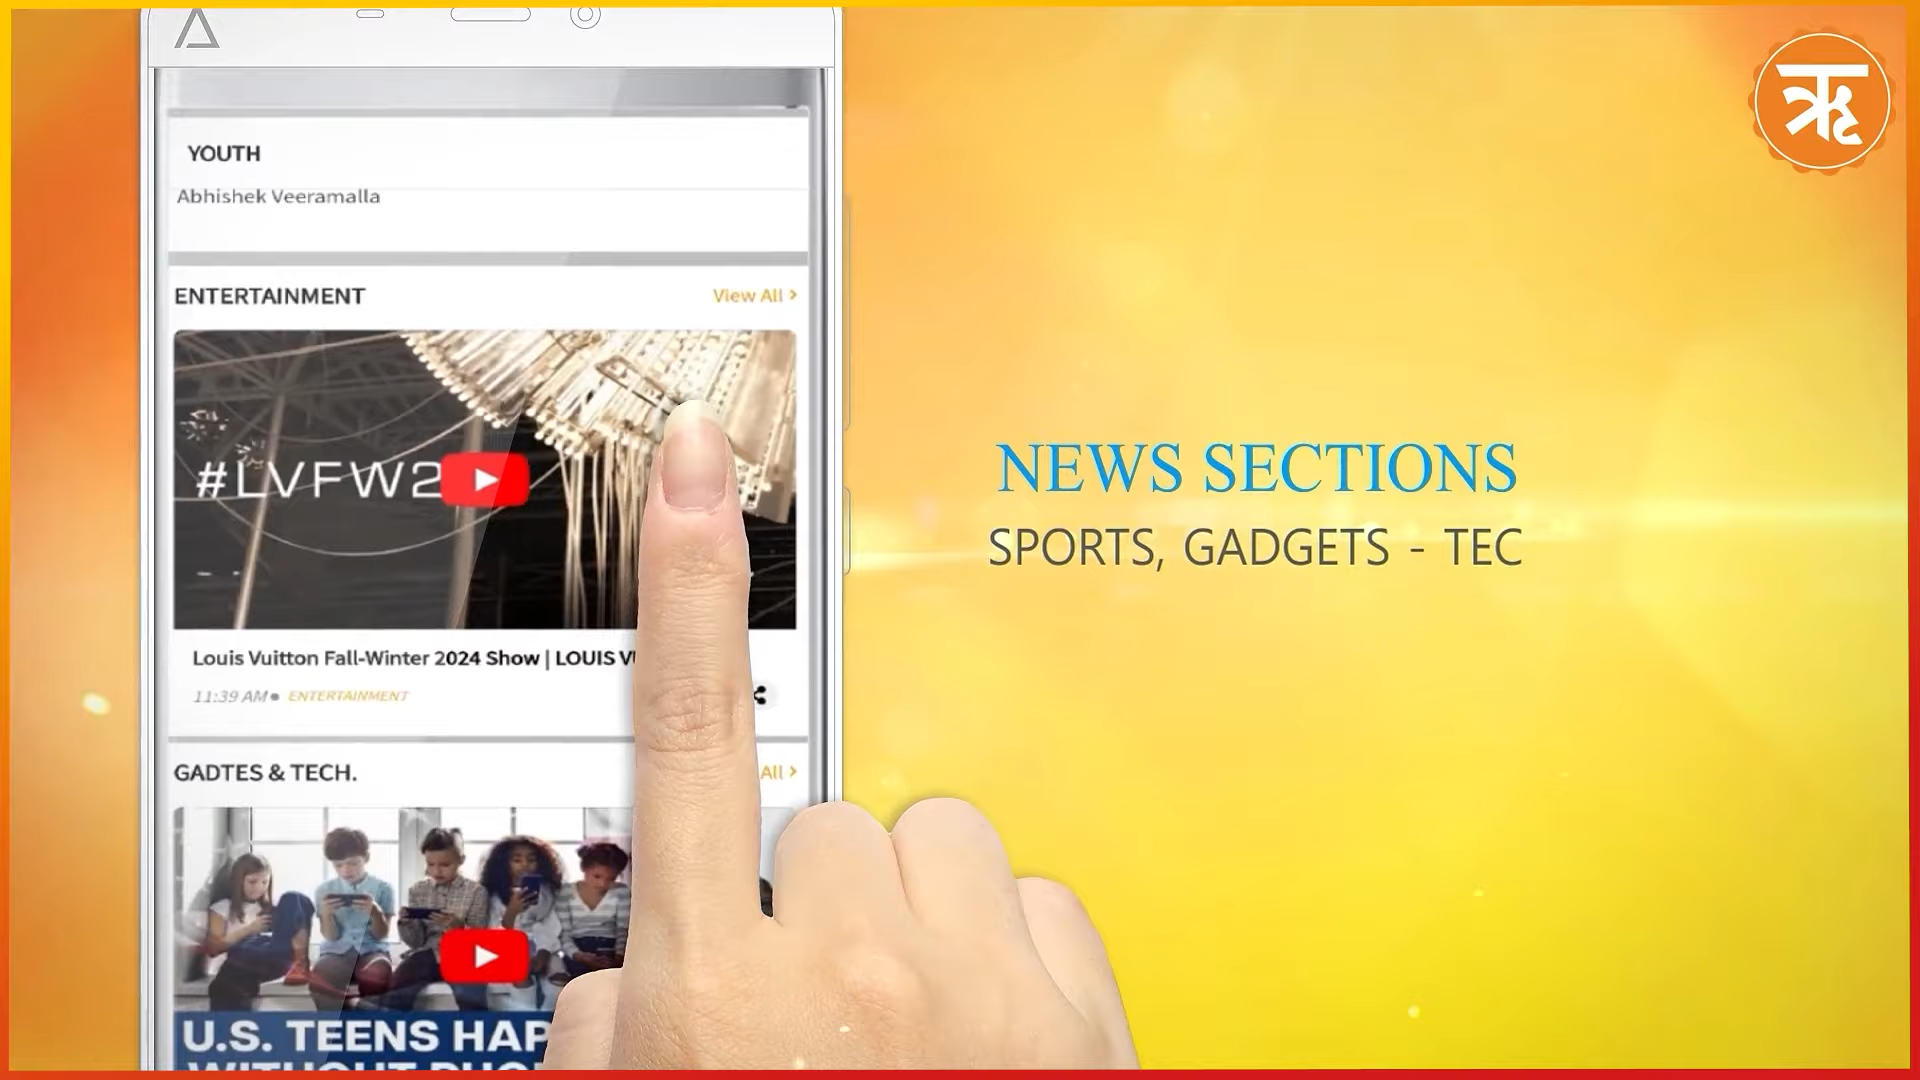 ऋ
YOUTH
Abhishek Veeramalla
ENTERTAINMENT
View All >
#LVFW2
Louis Vuitton Fall-Winter 2024 Show | LOUIS
11:39 AM● ENTERTAINMENT
GADTES & TECH.
All >
U.S. TEENS HAP
WITHOUT
NEWS SECTIONS
SPORTS, GADGETS - TEC